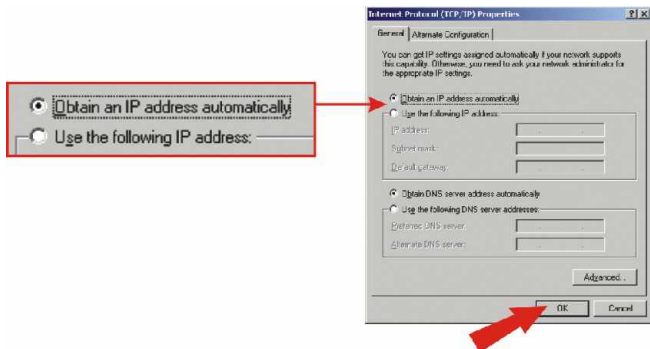 Obtain an IP address automatically
Use the following IP address:
Internet Protocol (TCP/IP) Properties
General
Alternate Configuration
You can get IP settings assigned automatically if your network supports
this capability. Otherwise, you need to ask your network administrator for
the appropriate IP settings.
Obtain an IP address automatically
Use the following IP address:
IP address:
Subnet mask:
Default gateway:
Obtain DNS server address automatically
Use the following DNS server addresses:
Preferred DNS server:
Alternate DNS server:
Advanced...
OK
Cancel